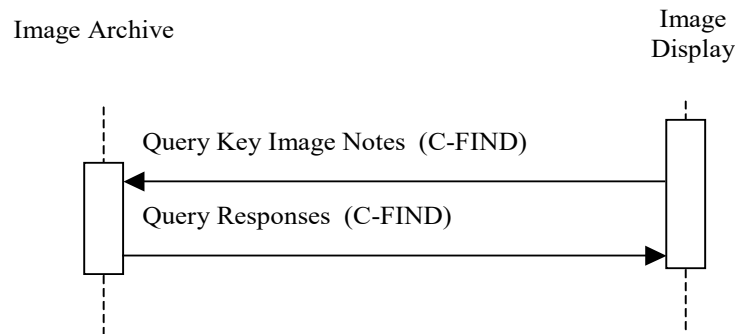 Image Archive
Image
Display
Query Key Image Notes (C-FIND)
Query Responses (C-FIND)